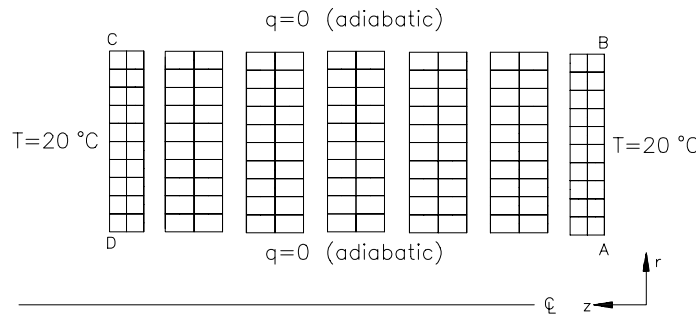 q=0 (adiabatic)
C
B
T=20 °C
T=20 °C
D
q=0 (adiabatic)
A
r
℄ z